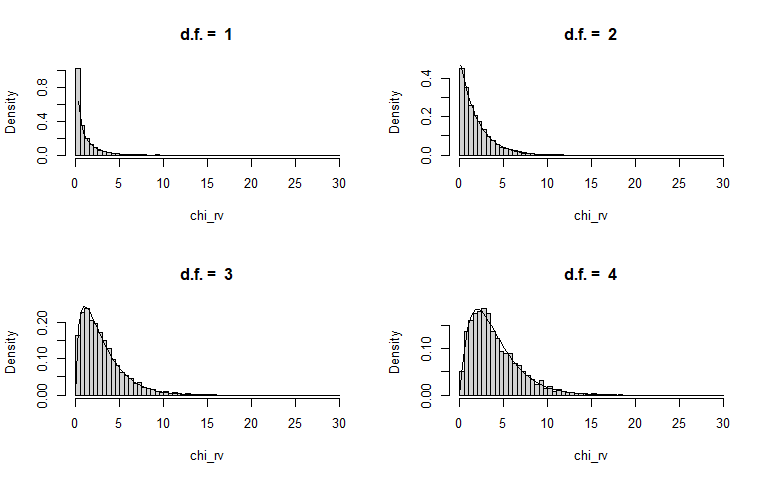 d.f. = 1
Density
0.0 0.4 0.8
0 5 10 15 20 25 30
chi_rv
d.f. = 2
Density
0.0 0.2 0.4
0 5 10 15 20 25 30
chi_rv
d.f. = 3
Density
0.00 0.10 0.20
0 5 10 15 20 25 30
chi_rv
d.f. = 4
Density
0.00 0.10
0 5 10 15 20 25 30
chi_rv